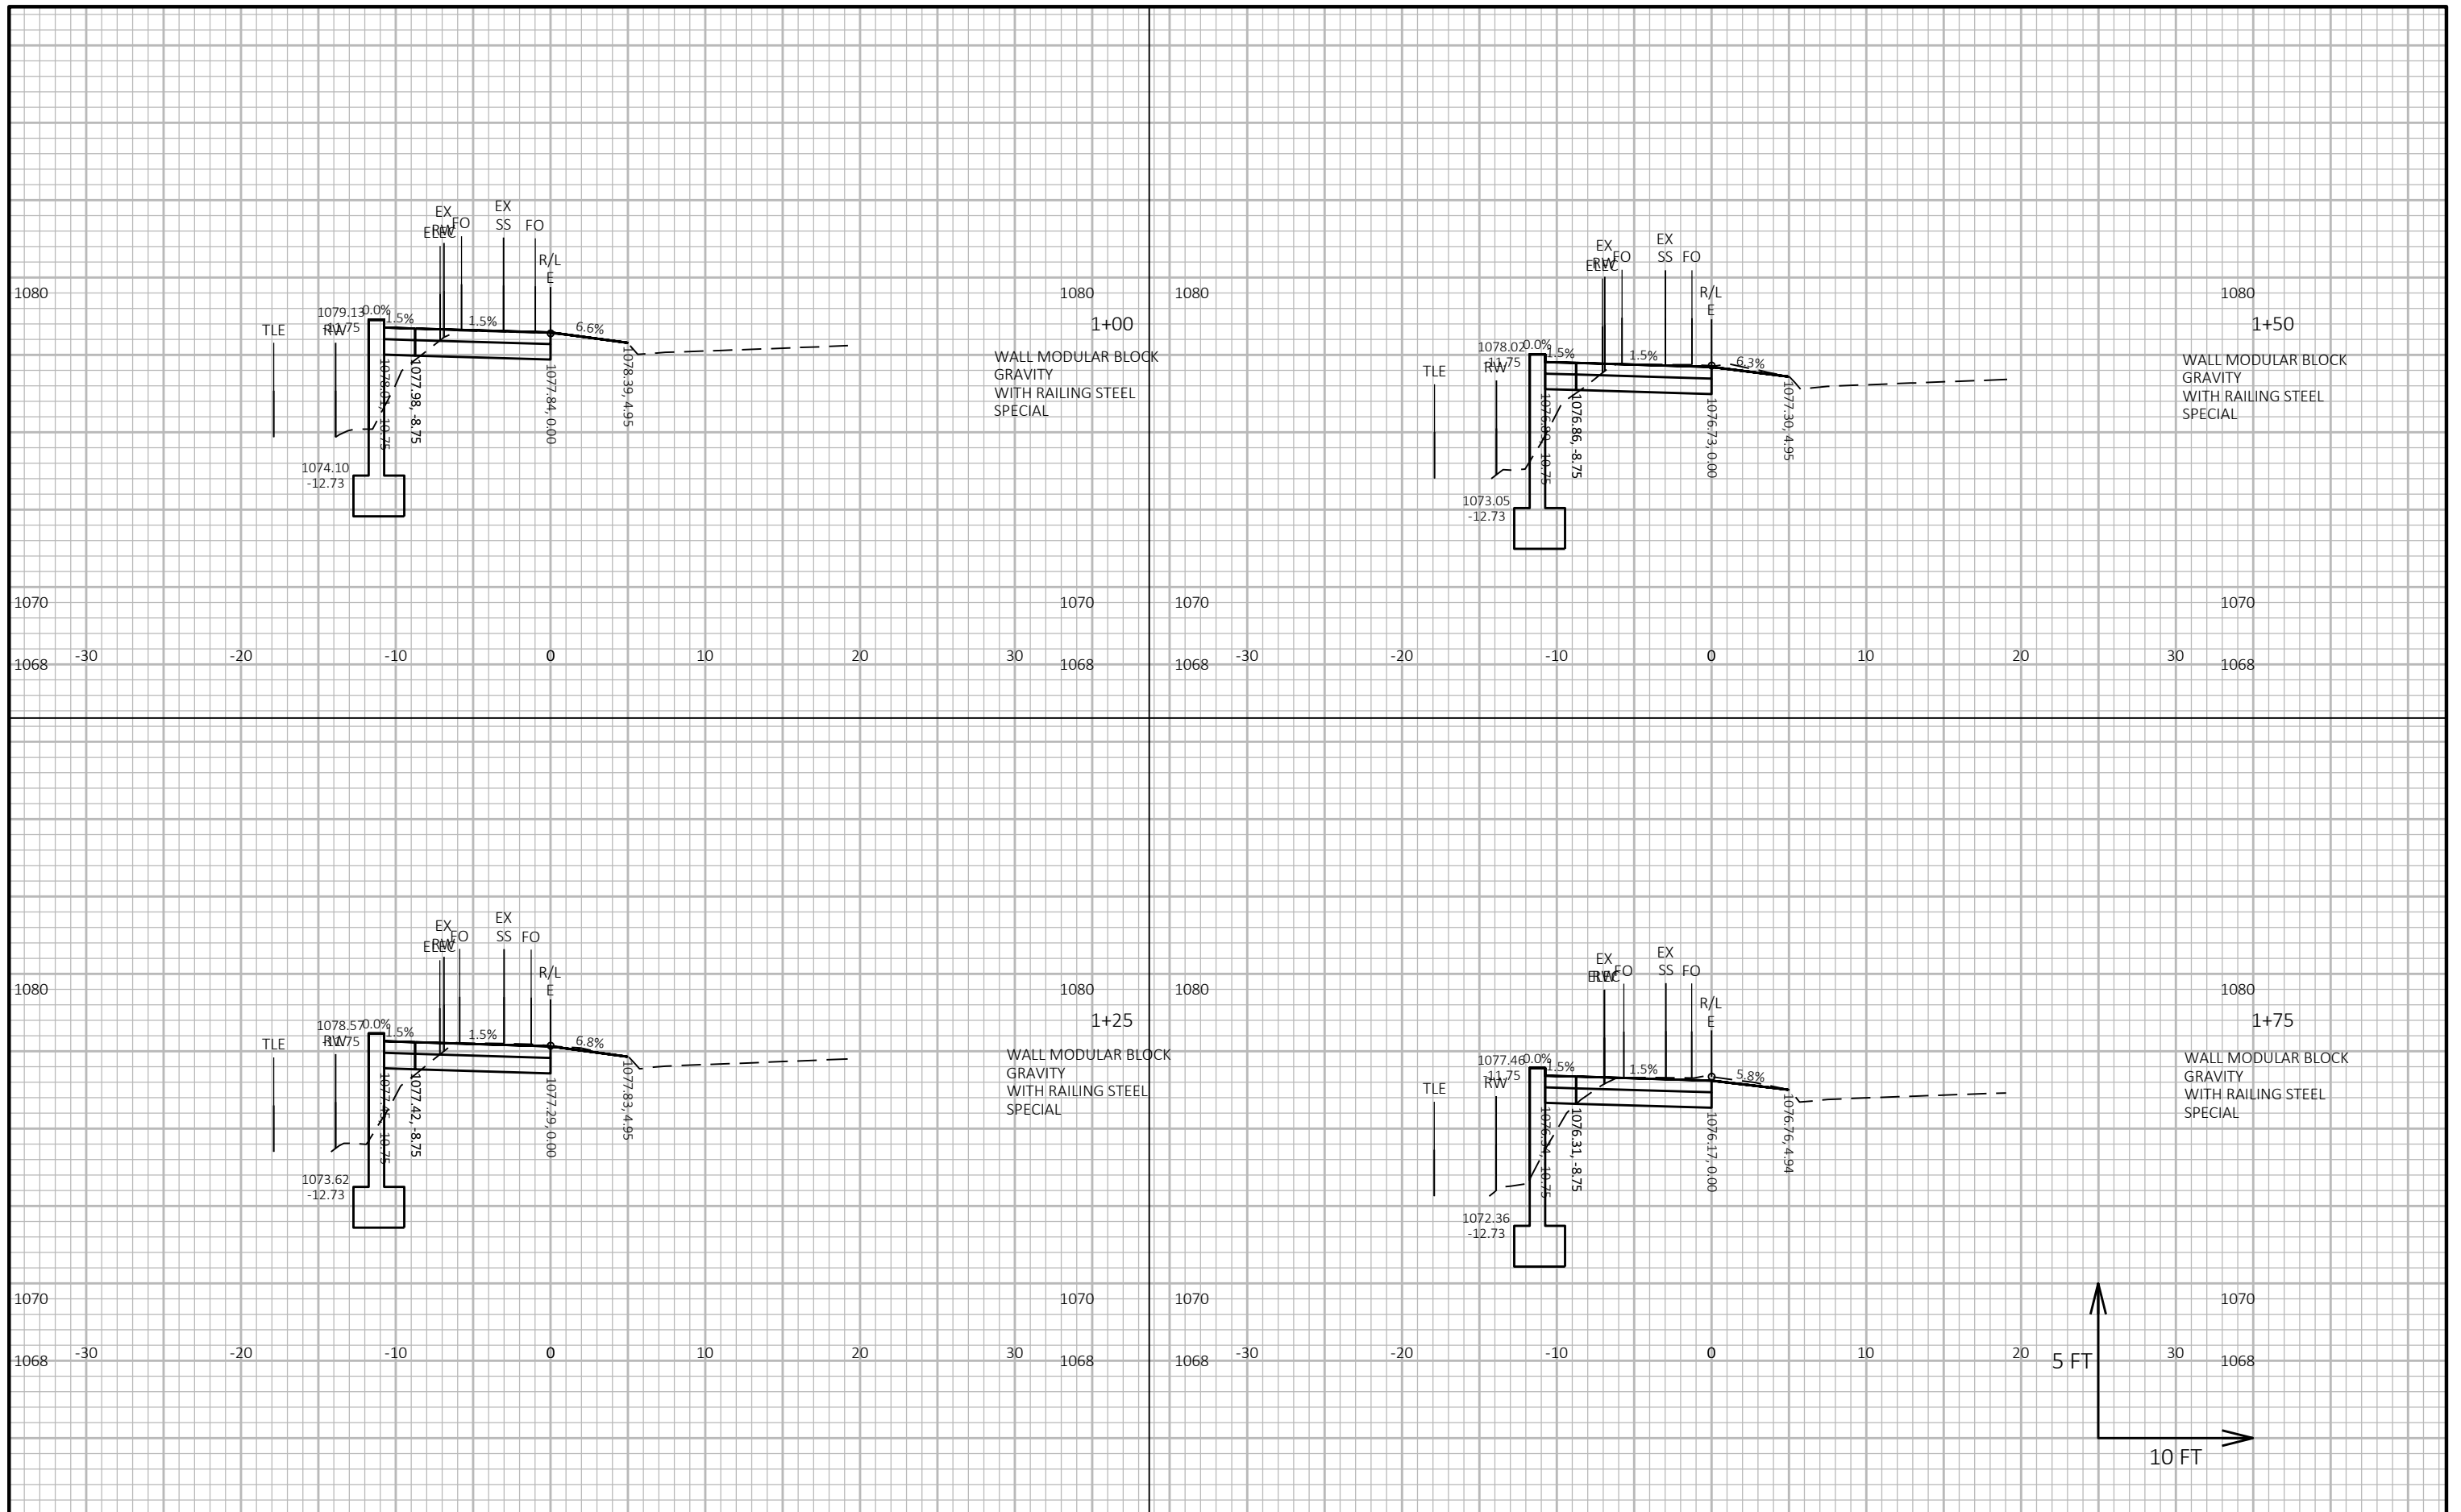 EX
RW
ELEC
FO
EX
SS
FO
R/L
E
1080
1079.13
-11.75
0.0%
1.5%
1.5%
6.6%
TLE
RW
1080
1+00
WALL MODULAR BLOCK
GRAVITY
WITH RAILING STEEL
SPECIAL
1077.98, -8.75
1077.84, 0.00
1078.39, 4.95
1074.10
-12.73
1070
1070
-30
-20
-10
0
10
20
30
1068
1068
EX
RW
ELEC
FO
EX
SS
FO
R/L
E
1080
1078.02
-11.75
0.0%
1.5%
1.5%
6.3%
TLE
RW
1080
1+50
WALL MODULAR BLOCK
GRAVITY
WITH RAILING STEEL
SPECIAL
1076.86, -8.75
1076.73, 0.00
1077.30, 4.95
1073.05
-12.73
1070
1070
-30
-20
-10
0
10
20
30
1068
1068
EX
RW
ELEC
FO
EX
SS
FO
R/L
E
1080
1078.57
-11.75
0.0%
1.5%
1.5%
6.8%
TLE
RW
1080
1+25
WALL MODULAR BLOCK
GRAVITY
WITH RAILING STEEL
SPECIAL
1077.45, -10.75
1077.42, -8.75
1077.29, 0.00
1077.83, 4.95
1073.62
-12.73
1070
1070
-30
-20
-10
0
10
20
30
1068
1068
EX
RW
ELEC
FO
EX
SS
FO
R/L
E
1080
1077.46
-11.75
0.0%
1.5%
1.5%
5.8%
TLE
RW
1080
1+75
WALL MODULAR BLOCK
GRAVITY
WITH RAILING STEEL
SPECIAL
1076.34, -10.75
1076.31, -8.75
1076.17, 0.00
1076.76, 4.94
1072.36
-12.73
1070
1070
-30
-20
-10
0
10
20
30
1068
1068
5 FT
10 FT